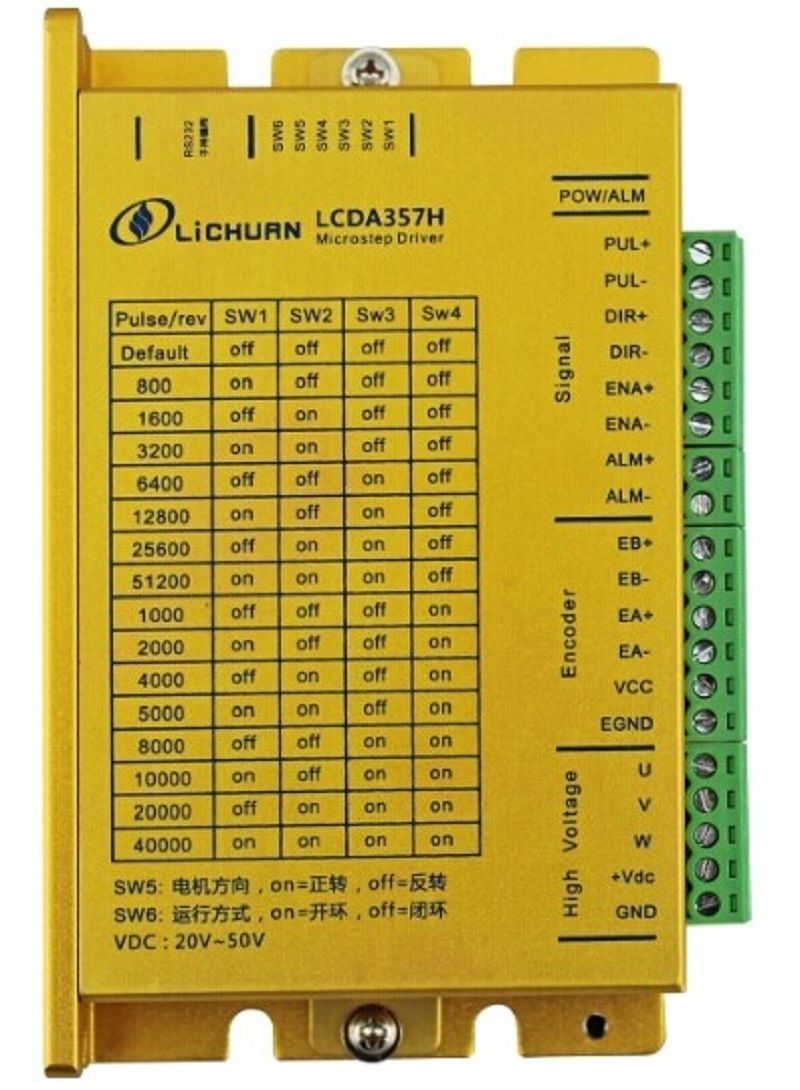 RS232
SW6
SW5
SW4
SW3
SW2
SW1
LiCHUAN LCDA357H
Microstep Driver
Pulse/rev SW1 SW2 Sw3 Sw4
Default off off off off
800 on off off off
1600 off on off off
3200 on on off off
6400 off off on off
12800 on off on off
25600 off on on off
51200 on on on off
1000 off off off on
2000 on off off on
4000 off on off on
5000 on on off on
8000 off off on on
10000 on off on on
20000 off on on on
40000 on on on on
SW5: 电机方向,on=正转,off=反转
SW6: 运行方式,on=开环,off=闭环
VDC : 20V~50V
POW/ALM
Signal
PUL+
PUL-
DIR+
DIR-
ENA+
ENA-
ALM+
ALM-
Encoder
EB+
EB-
EA+
EA-
VCC
EGND
High Voltage
U
V
W
+Vdc
GND